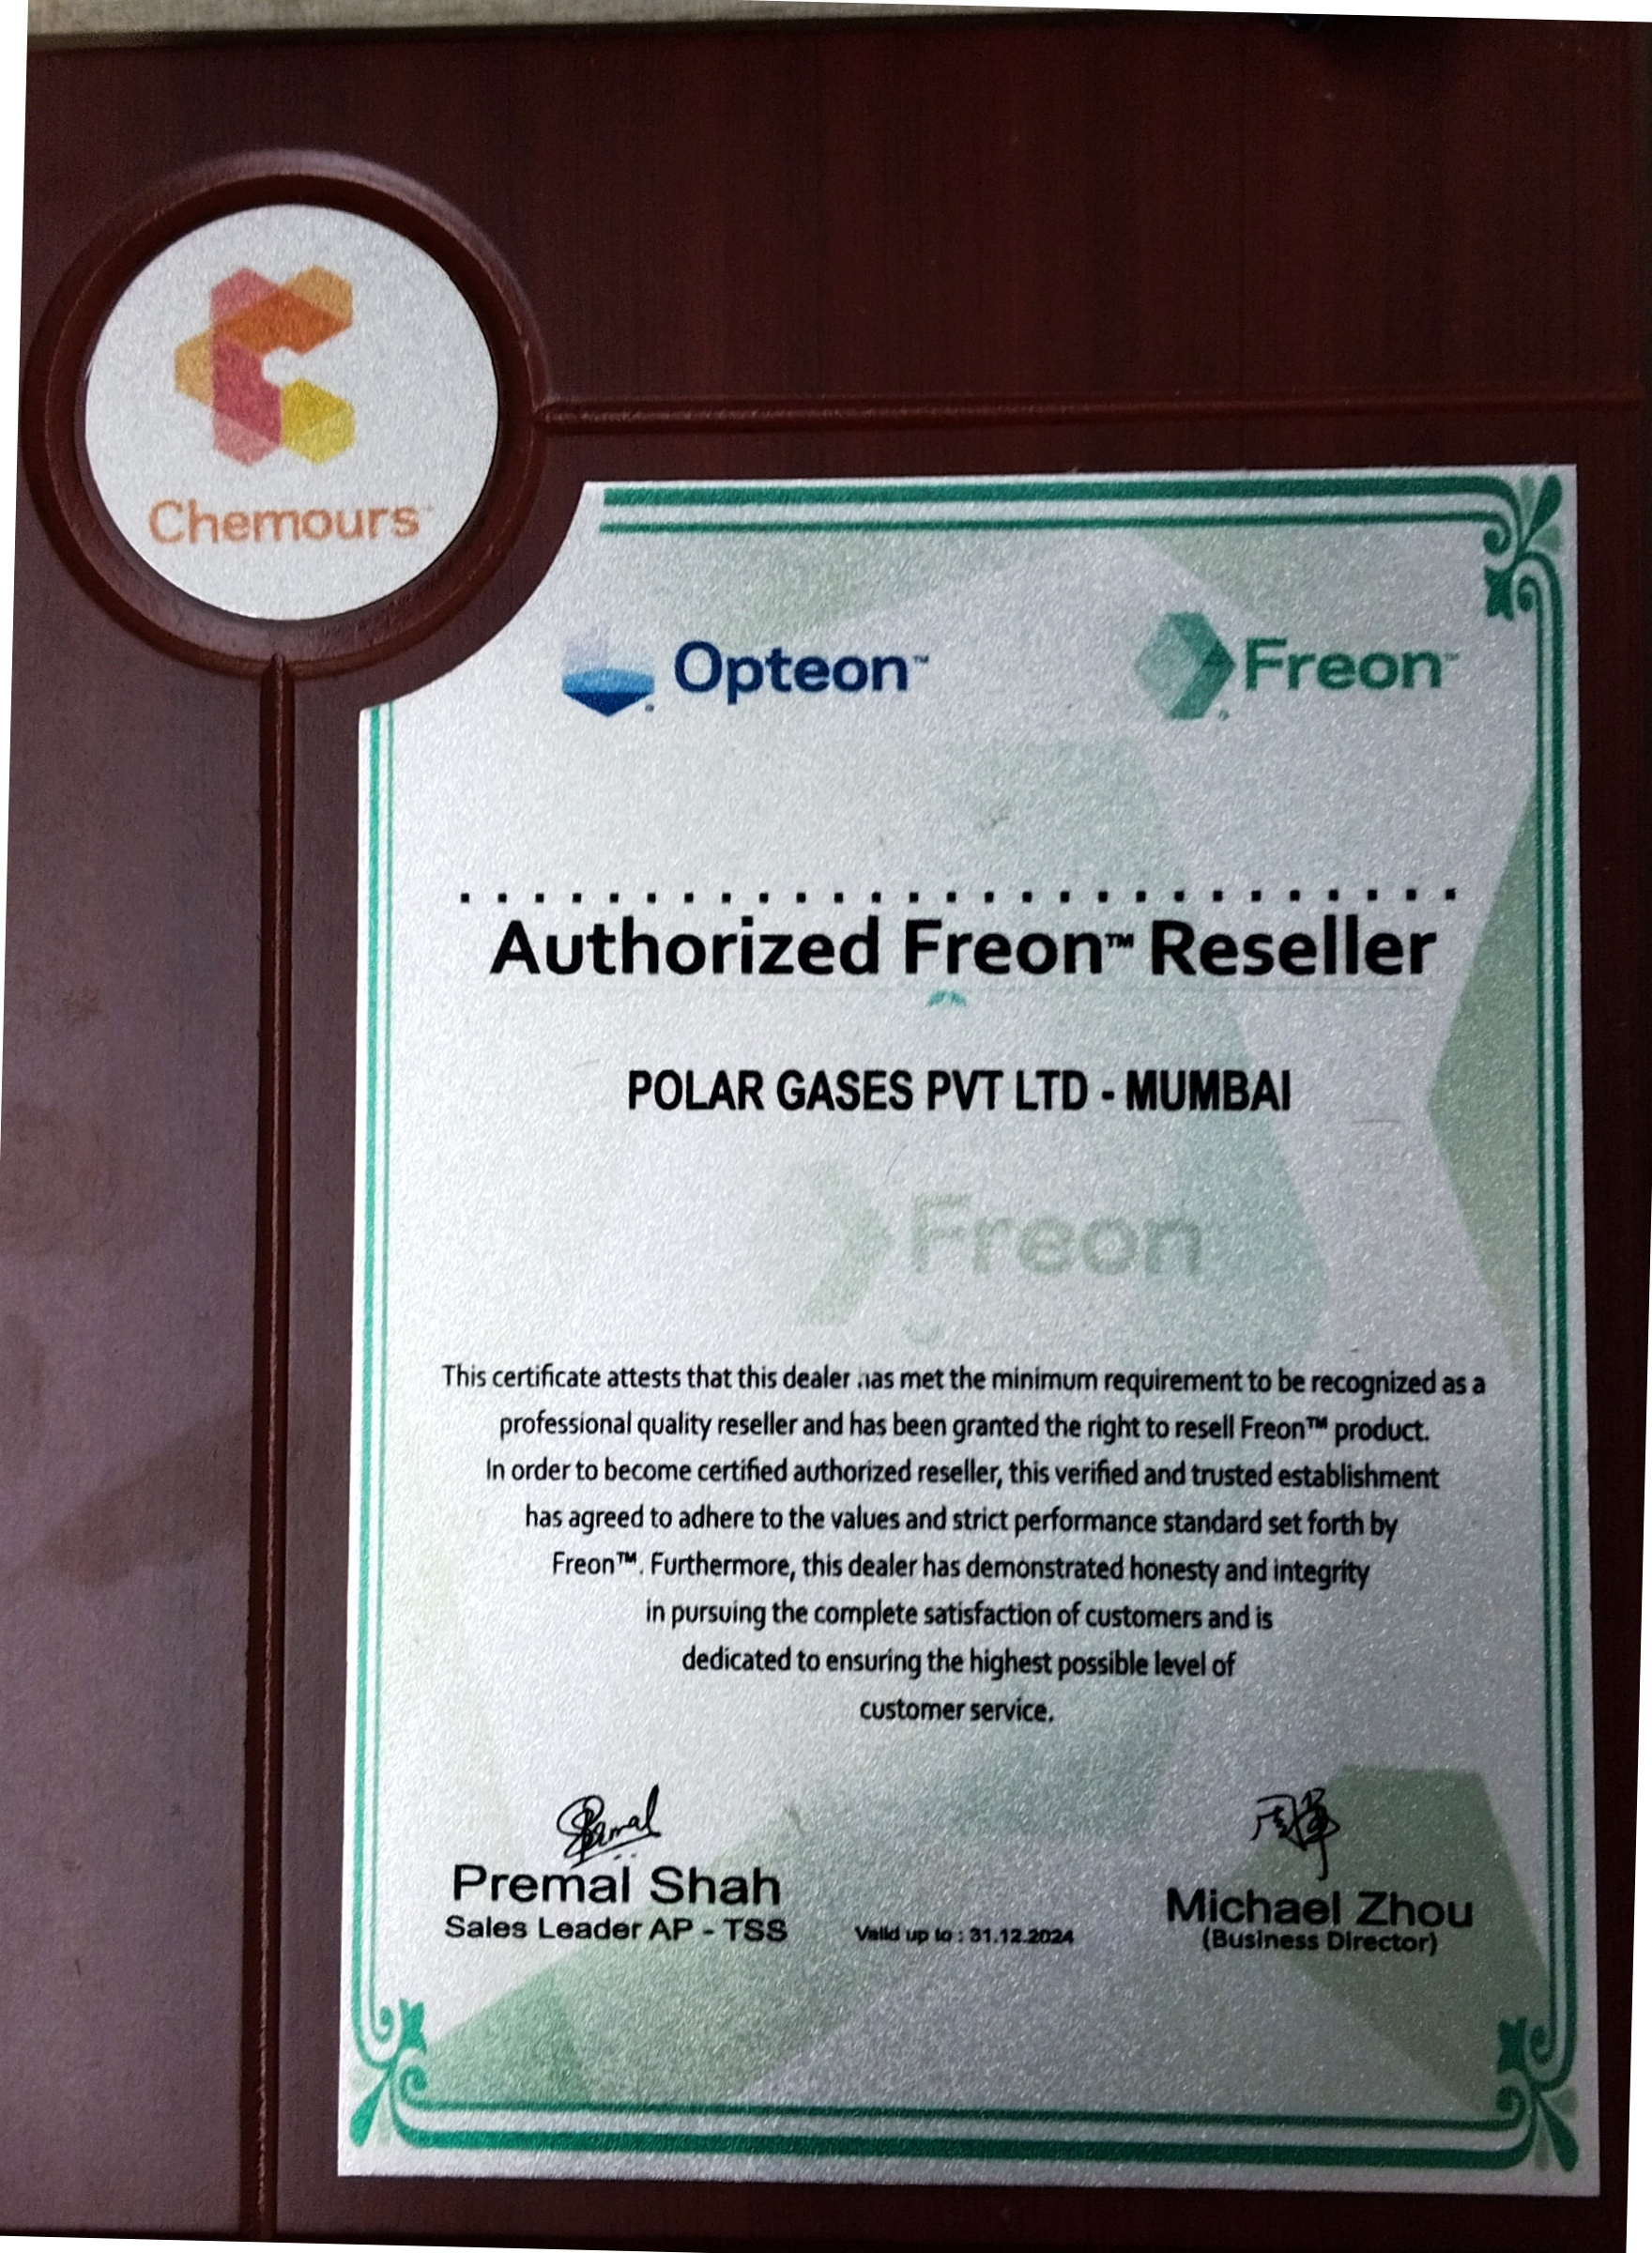 Chemours
Opteon™
Freon™
Authorized Freon™ Reseller
POLAR GASES PVT LTD - MUMBAI
Freon
This certificate attests that this dealer has met the minimum requirement to be recognized as a
professional quality reseller and has been granted the right to resell Freon™ product.
In order to become certified authorized reseller, this verified and trusted establishment
has agreed to adhere to the values and strict performance standard set forth by
Freon™. Furthermore, this dealer has demonstrated honesty and integrity
in pursuing the complete satisfaction of customers and is
dedicated to ensuring the highest possible level of
customer service.
Premal
Premal Shah
Sales Leader AP - TSS
Valid up to : 31.12.2024
Michael Zhou
(Business Director)